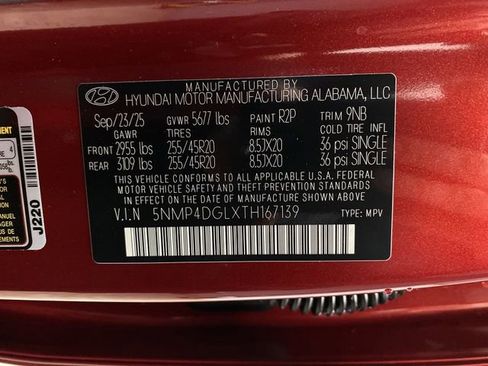 MANUFACTURED BY
HYUNDAI MOTOR MANUFACTURING ALABAMA, LLC
Sep/23/25 GVWR 5677 lbs PAINT R2P TRIM 9NB
GAWR TIRES RIMS COLD TIRE
FRONT 2955 lbs 255/45R20 8.5JX20 36 psi SINGLE
REAR 3109 lbs 255/45R20 8.5JX20 36 psi SINGLE
THIS VEHICLE CONFORMS TO ALL APPLICABLE U.S.A. FEDERAL
MOTOR VEHICLE SAFETY, BUMPER, AND THEFT PREVENTION
STANDARDS IN EFFECT ON THE DATE OF MANUFACTURE SHOWN ABOVE.
V.I.N 5NMP4DGLXTH167139 TYPE: MPV
J220